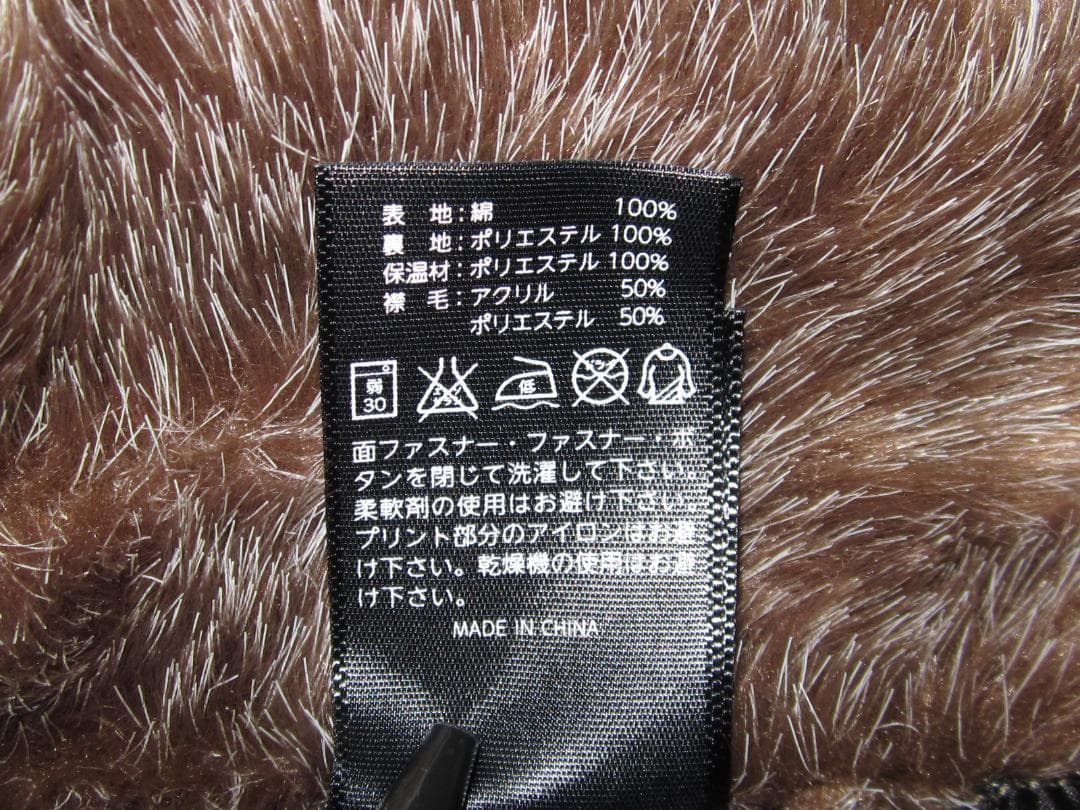 表　地：綿　　　　　　100%
裏　地：ポリエステル 100%
保温材：ポリエステル 100%
襟　毛：アクリル　　　50%
ポリエステル　50%
弱 30 低
面ファスナー・ファスナー・ボ
タンを閉じて洗濯して下さい。
柔軟剤の使用はお避け下さい。
プリント部分のアイロンはお避
け下さい。乾燥機の使用はお避
け下さい。
MADE IN CHINA